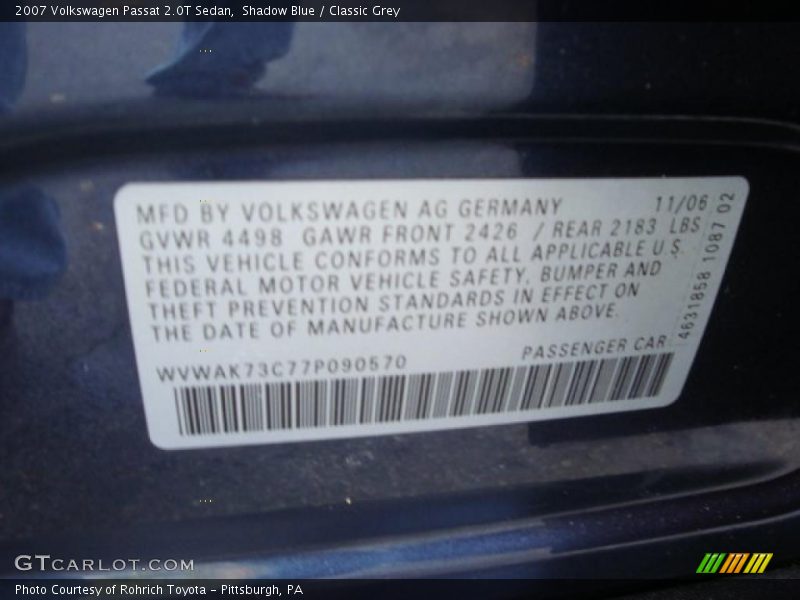 2007 Volkswagen Passat 2.0T Sedan,  Shadow Blue / Classic Grey
MFD BY VOLKSWAGEN AG GERMANY 11/06
GVWR 4498 GAWR FRONT 2426 / REAR 2183 LBS
THIS VEHICLE CONFORMS TO ALL APPLICABLE U.S.
FEDERAL MOTOR VEHICLE SAFETY, BUMPER AND
THEFT PREVENTION STANDARDS IN EFFECT ON
THE DATE OF MANUFACTURE SHOWN ABOVE.
4631858 1087 02
WVWAK73C77P090570 PASSENGER CAR
GTCARLOT.COM
Photo Courtesy of Rohrich Toyota - Pittsburgh, PA